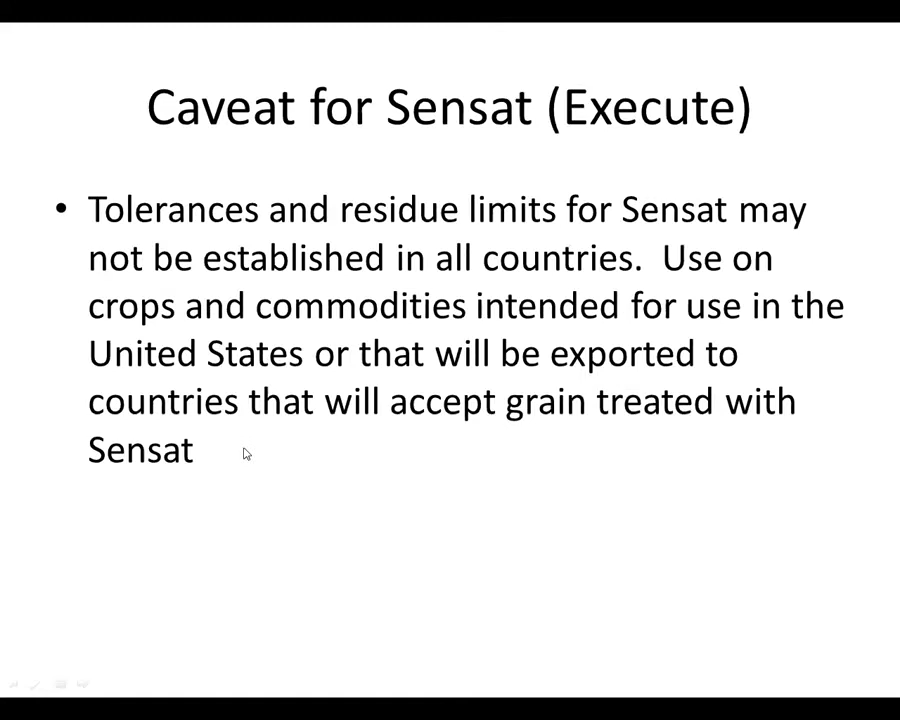 Caveat for Sensat (Execute)
• Tolerances and residue limits for Sensat may
not be established in all countries.  Use on
crops and commodities intended for use in the
United States or that will be exported to
countries that will accept grain treated with
Sensat